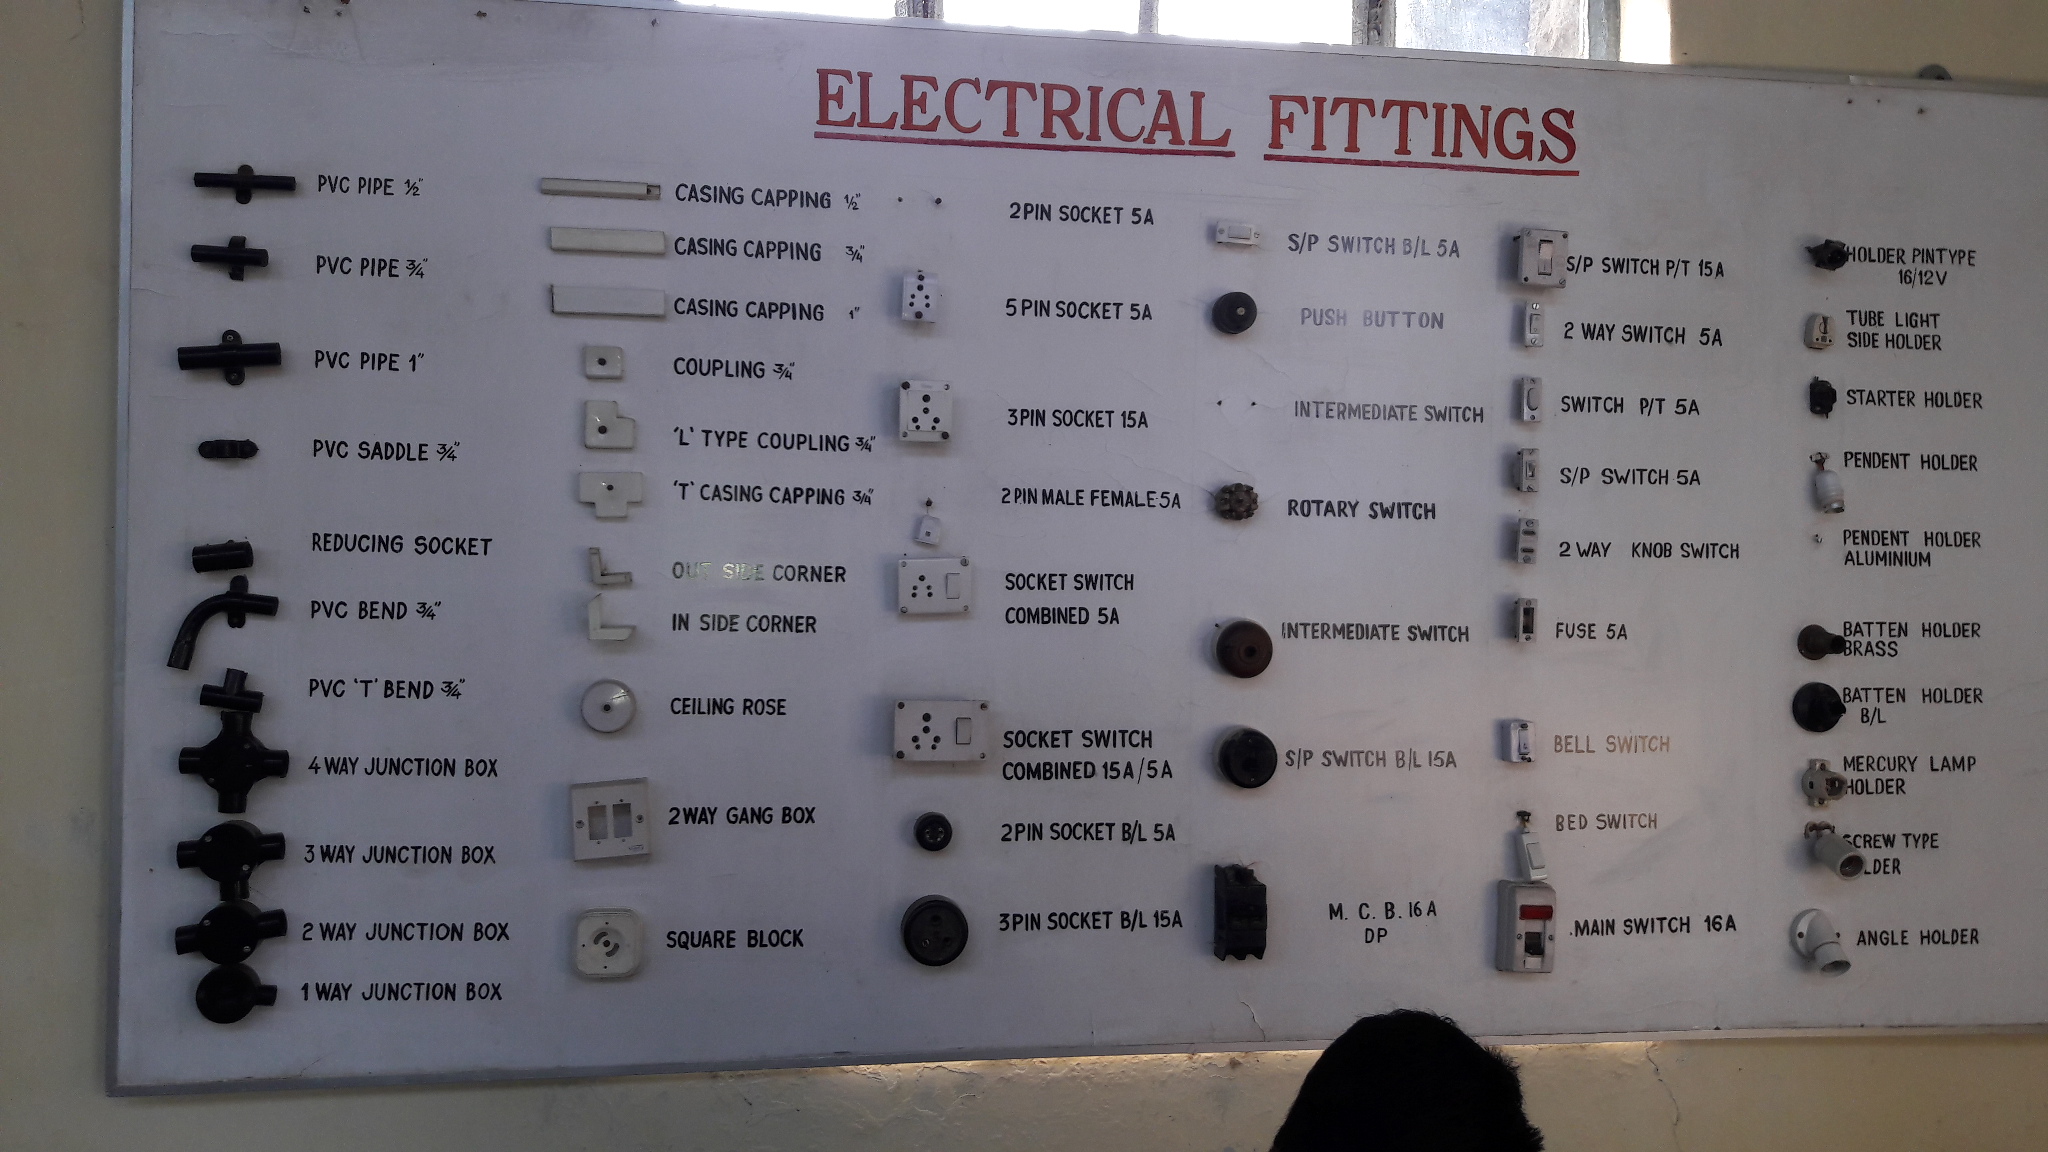 ELECTRICAL FITTINGS
PVC PIPE ½"
PVC PIPE ¾"
PVC PIPE 1"
PVC SADDLE ¾"
REDUCING SOCKET
PVC BEND ¾"
PVC 'T' BEND ¾"
4 WAY JUNCTION BOX
3 WAY JUNCTION BOX
2 WAY JUNCTION BOX
1 WAY JUNCTION BOX
CASING CAPPING ½"
CASING CAPPING ¾"
CASING CAPPING 1"
COUPLING ¾"
'L' TYPE COUPLING ¾"
'T' CASING CAPPING ¾"
OUT SIDE CORNER
IN SIDE CORNER
CEILING ROSE
2WAY GANG BOX
SQUARE BLOCK
2PIN SOCKET 5A
5PIN SOCKET 5A
3PIN SOCKET 15A
2PIN MALE FEMALE 5A
SOCKET SWITCH
COMBINED 5A
SOCKET SWITCH
COMBINED 15A/5A
2PIN SOCKET B/L 5A
3PIN SOCKET B/L 15A
S/P SWITCH B/L 5A
PUSH BUTTON
INTERMEDIATE SWITCH
ROTARY SWITCH
INTERMEDIATE SWITCH
S/P SWITCH B/L 15A
M. C. B. 16 A
DP
S/P SWITCH P/T 15A
2 WAY SWITCH 5A
SWITCH P/T 5A
S/P SWITCH 5A
2 WAY KNOB SWITCH
FUSE 5A
BELL SWITCH
BED SWITCH
MAIN SWITCH 16A
HOLDER PINTYPE
16/12V
TUBE LIGHT
SIDE HOLDER
STARTER HOLDER
PENDENT HOLDER
PENDENT HOLDER
ALUMINIUM
BATTEN HOLDER
BRASS
BATTEN HOLDER
B/L
MERCURY LAMP
HOLDER
SCREW TYPE
LDER
ANGLE HOLDER